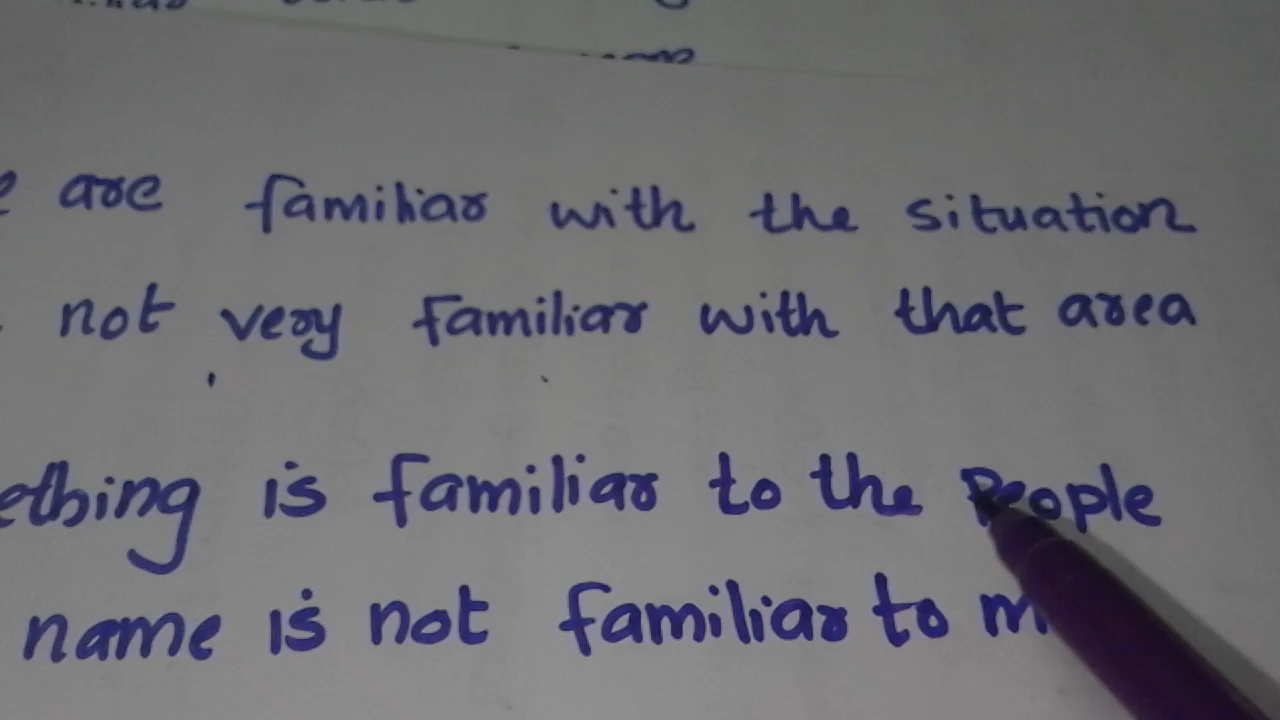 are familiar with the situation
not very familiar with that area
ething is familiar to the People
name is not familiar to m